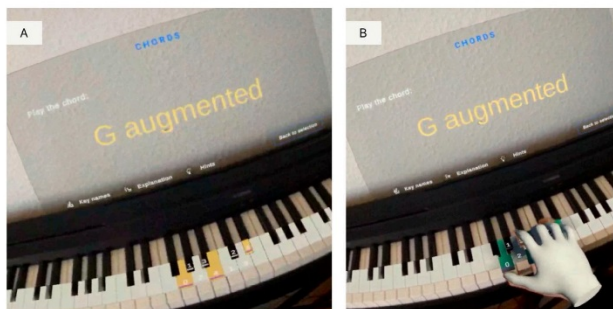 A
CHORDS
Play the chord:
G augmented
Back to selection
Key names Explanation Hints
B
CHORDS
Play the chord:
G augmented
Back to selection
Key names Explanation Hints